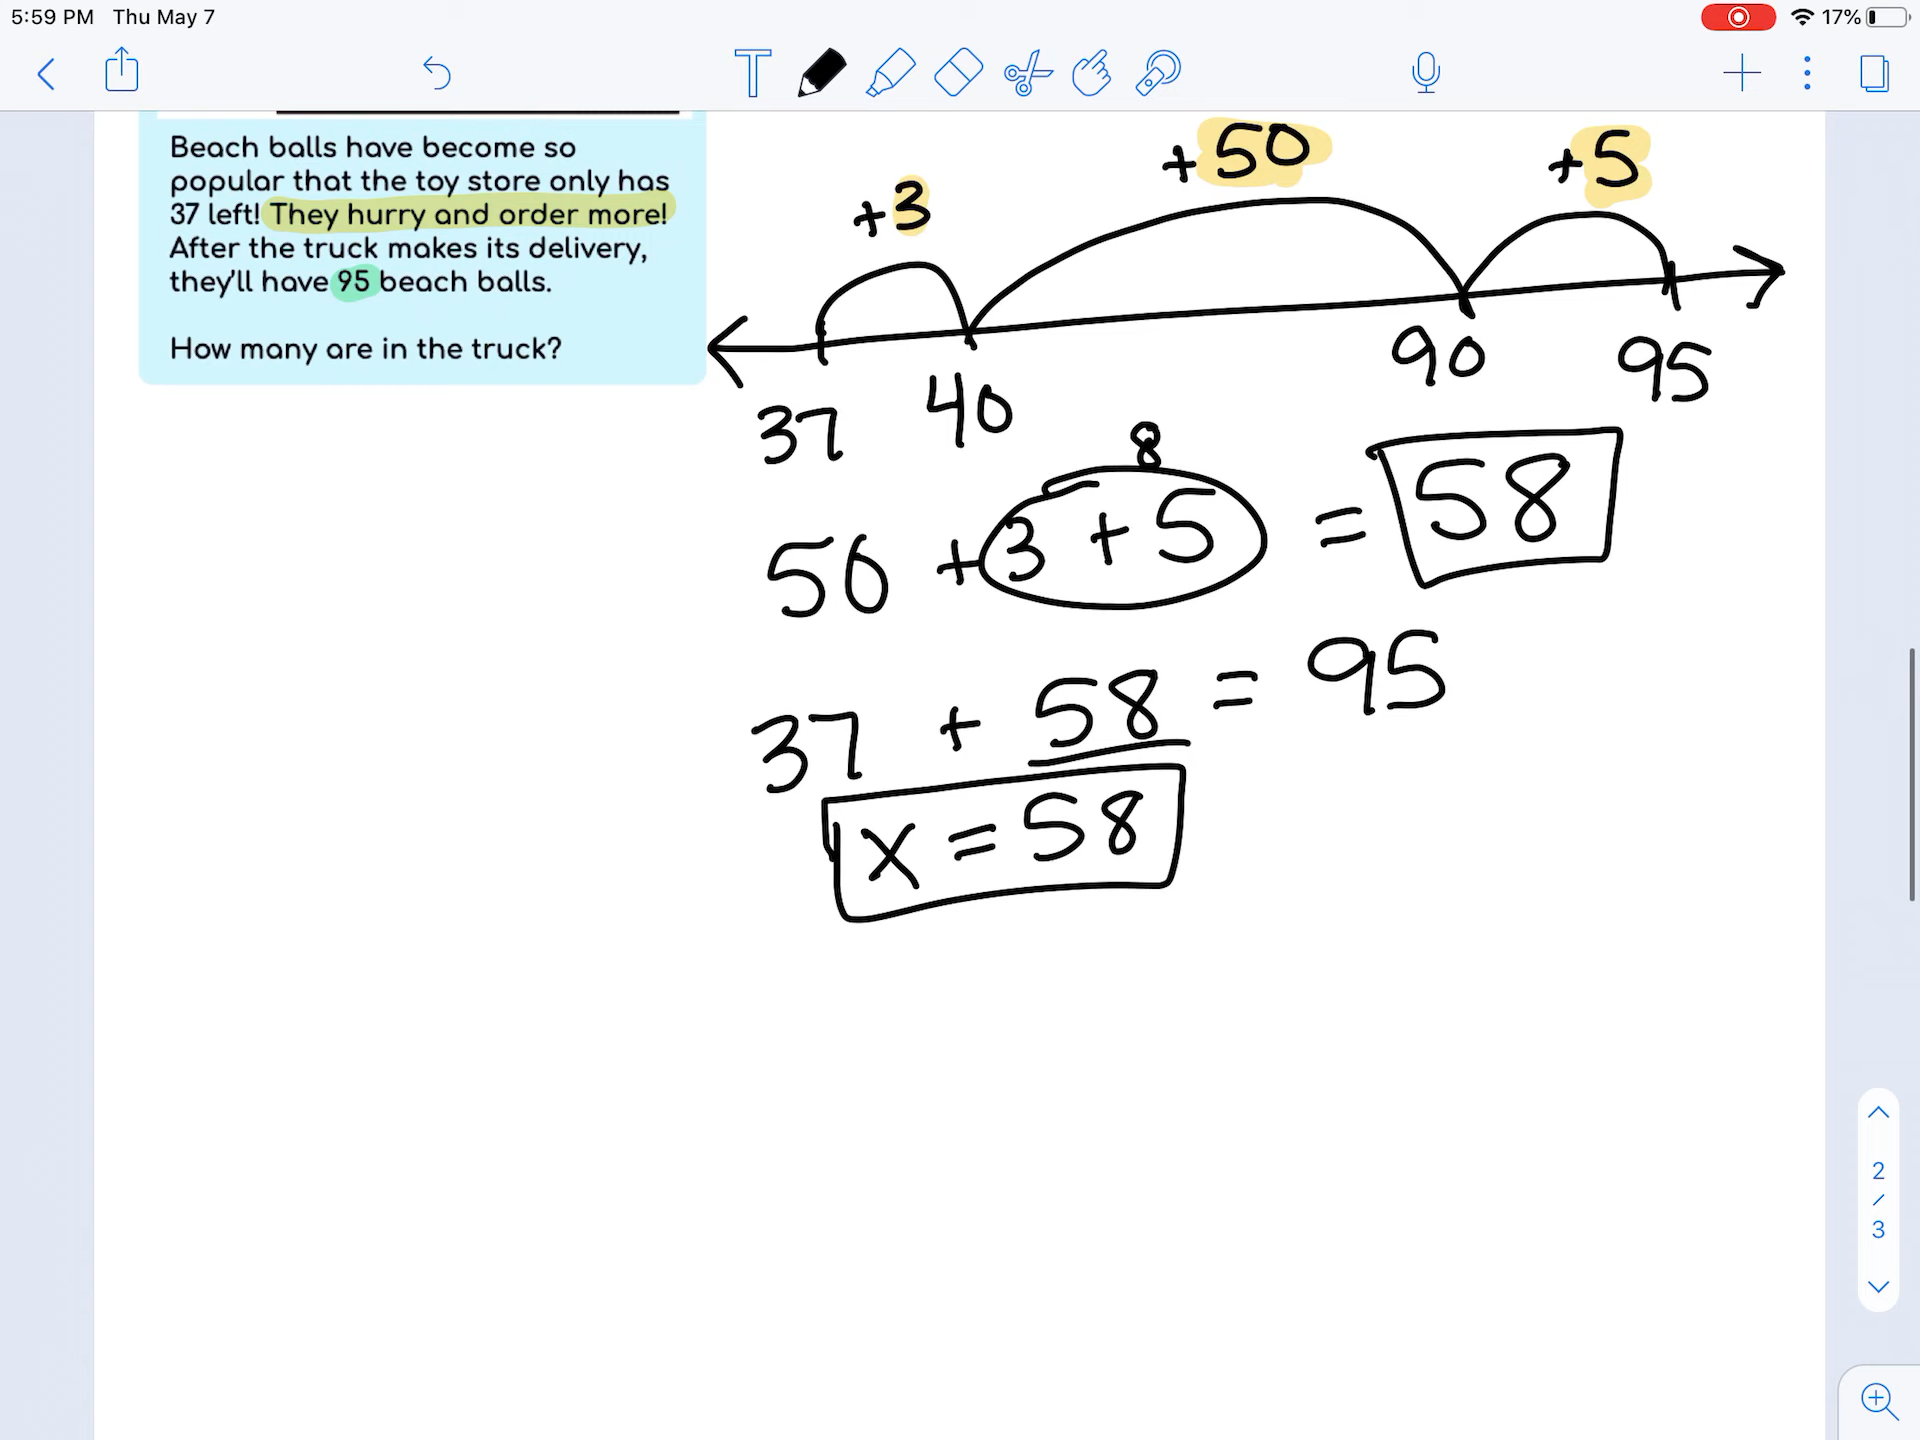 5:59 PM Thu May 7
17%
Beach balls have become so
popular that the toy store only has
37 left! They hurry and order more!
After the truck makes its delivery,
they'll have 95 beach balls.
How many are in the truck?
+3 +50 +5
37 40 90 95
8
50 + 3 + 5 = 58
37 + 58 = 95
x = 58
2
/
3